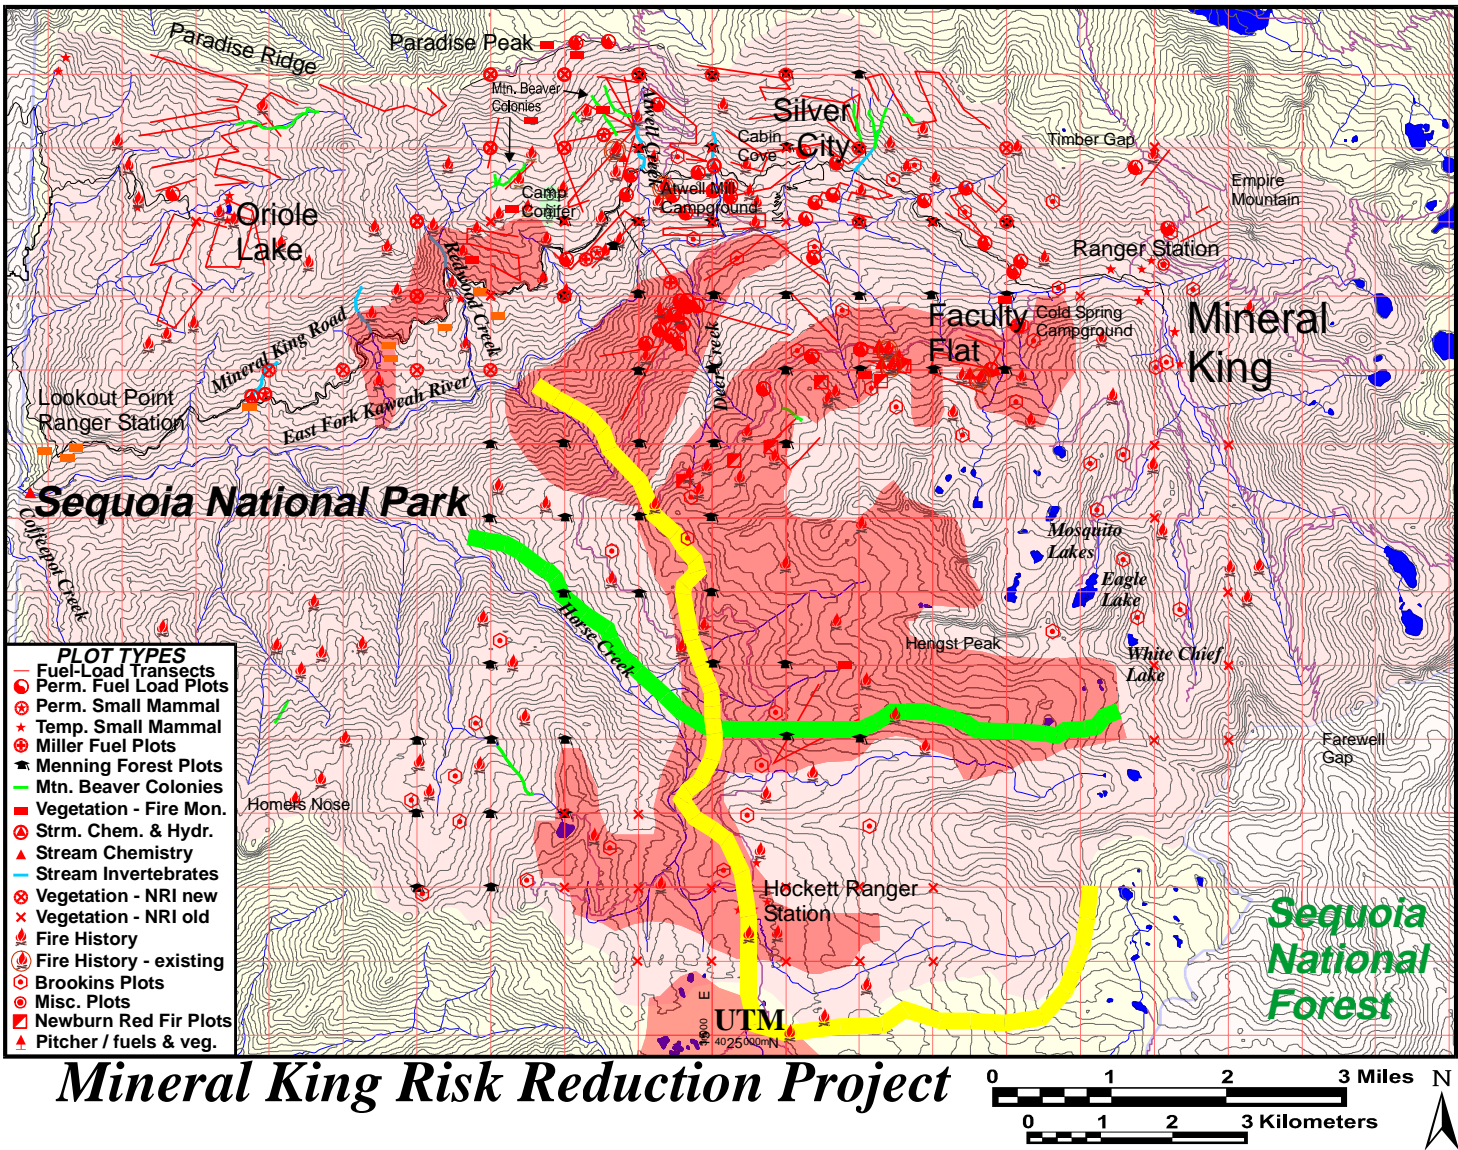 Paradise Ridge
Paradise Peak
Mtn. Beaver
Colonies
Atwell Creek
Silver
City
Cabin
Cove
Timber Gap
Empire
Mountain
Camp
Conifer
Atwell Mill
Campground
Oriole
Lake
Redwood Creek
Ranger Station
Mineral King Road
Deer Creek
Faculty
Flat
Cold Spring
Campground
Mineral
King
Lookout Point
Ranger Station
East Fork Kaweah River
Sequoia National Park
Coffeepot Creek
Mosquito
Lakes
Eagle
Lake
Horse Creek
Hengst Peak
White Chief
Lake
Farewell
Gap
Homers Nose
Hockett Ranger
Station
Sequoia
National
Forest
UTM
4025000mN
PLOT TYPES
Fuel-Load Transects
Perm. Fuel Load Plots
Perm. Small Mammal
Temp. Small Mammal
Miller Fuel Plots
Menning Forest Plots
Mtn. Beaver Colonies
Vegetation - Fire Mon.
Strm. Chem. & Hydr.
Stream Chemistry
Stream Invertebrates
Vegetation - NRI new
Vegetation - NRI old
Fire History
Fire History - existing
Brookins Plots
Misc. Plots
Newburn Red Fir Plots
Pitcher / fuels & veg.
Mineral King Risk Reduction Project
0 1 2 3 Miles
0 1 2 3 Kilometers
N